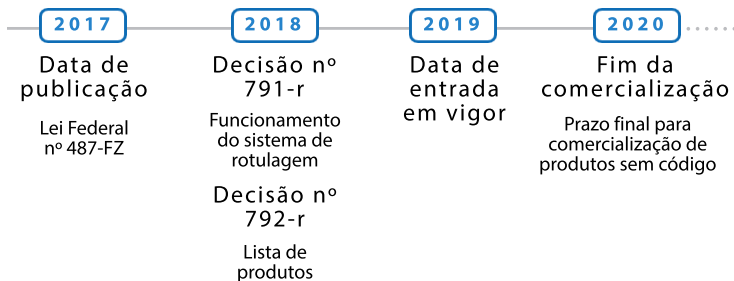 2017
Data de
publicação
Lei Federal
nº 487-FZ
2018
Decisão nº
791-r
Funcionamento
do sistema de
rotulagem
Decisão nº
792-r
Lista de
produtos
2019
Data de
entrada
em vigor
2020
Fim da
comercialização
Prazo final para
comercialização de
produtos sem código